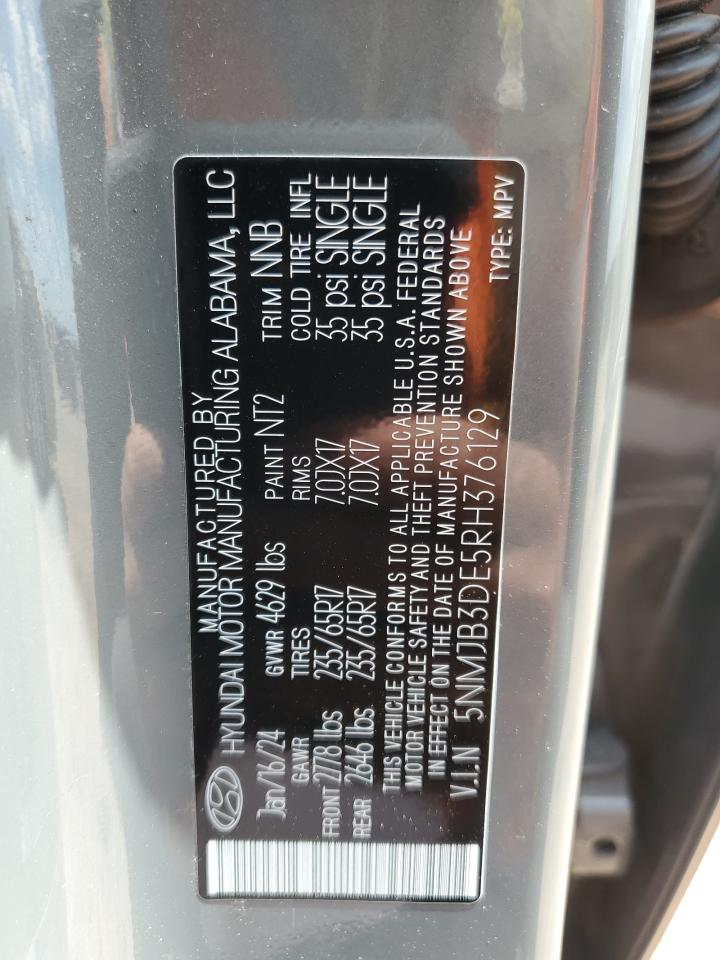 MANUFACTURED BY
HYUNDAI MOTOR MANUFACTURING ALABAMA, LLC
Jan/16/24 GVWR 4629 lbs PAINT NT2 TRIM NNB
GAWR TIRES RIMS COLD TIRE INFL
FRONT 2778 lbs 235/65R17 7.0JX17 35 psi SINGLE
REAR 2646 lbs 235/65R17 7.0JX17 35 psi SINGLE
THIS VEHICLE CONFORMS TO ALL APPLICABLE U.S.A. FEDERAL
MOTOR VEHICLE SAFETY AND THEFT PREVENTION STANDARDS
IN EFFECT ON THE DATE OF MANUFACTURE SHOWN ABOVE
V.I.N 5NMJB3DE5RH376129
TYPE: MPV